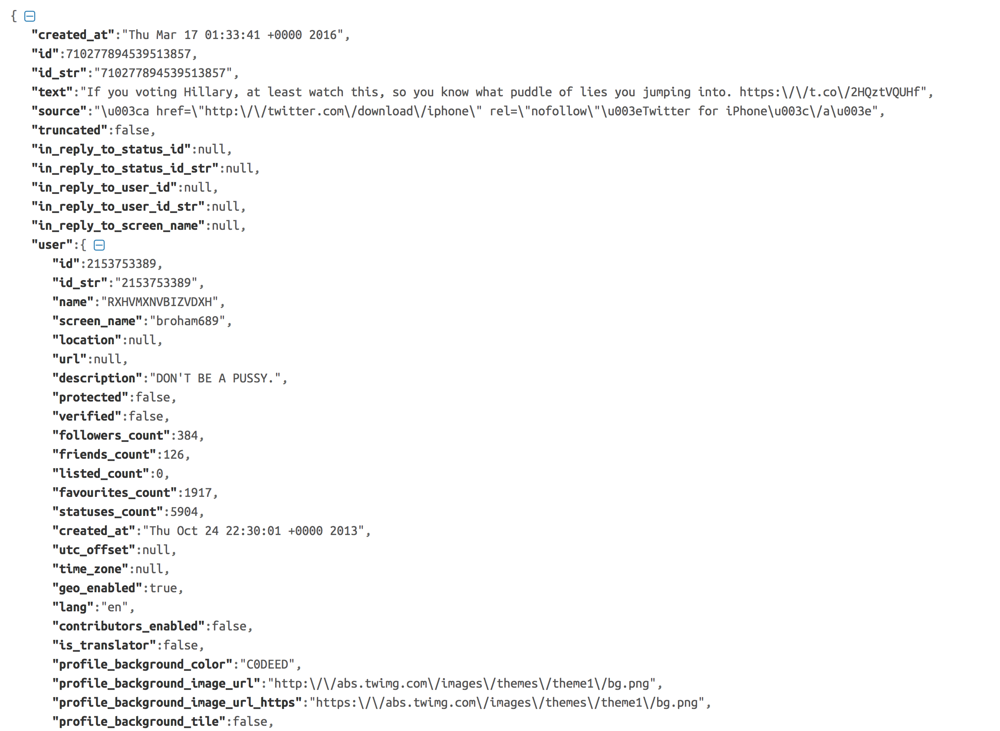 {
"created_at":"Thu Mar 17 01:33:41 +0000 2016",
"id":710277894539513857,
"id_str":"710277894539513857",
"text":"If you voting Hillary, at least watch this, so you know what puddle of lies you jumping into. https:\/\/t.co\/2HQztVQUHf",
"source":"\u003ca href=\"http:\/\/twitter.com\/download\/iphone\" rel=\"nofollow\"\u003eTwitter for iPhone\u003c\/a\u003e",
"truncated":false,
"in_reply_to_status_id":null,
"in_reply_to_status_id_str":null,
"in_reply_to_user_id":null,
"in_reply_to_user_id_str":null,
"in_reply_to_screen_name":null,
"user":{
"id":2153753389,
"id_str":"2153753389",
"name":"RXHVMXNVBIZVDXH",
"screen_name":"broham689",
"location":null,
"url":null,
"description":"DON'T BE A PUSSY.",
"protected":false,
"verified":false,
"followers_count":384,
"friends_count":126,
"listed_count":0,
"favourites_count":1917,
"statuses_count":5904,
"created_at":"Thu Oct 24 22:30:01 +0000 2013",
"utc_offset":null,
"time_zone":null,
"geo_enabled":true,
"lang":"en",
"contributors_enabled":false,
"is_translator":false,
"profile_background_color":"C0DEED",
"profile_background_image_url":"http:\/\/abs.twimg.com\/images\/themes\/theme1\/bg.png",
"profile_background_image_url_https":"https:\/\/abs.twimg.com\/images\/themes\/theme1\/bg.png",
"profile_background_tile":false,